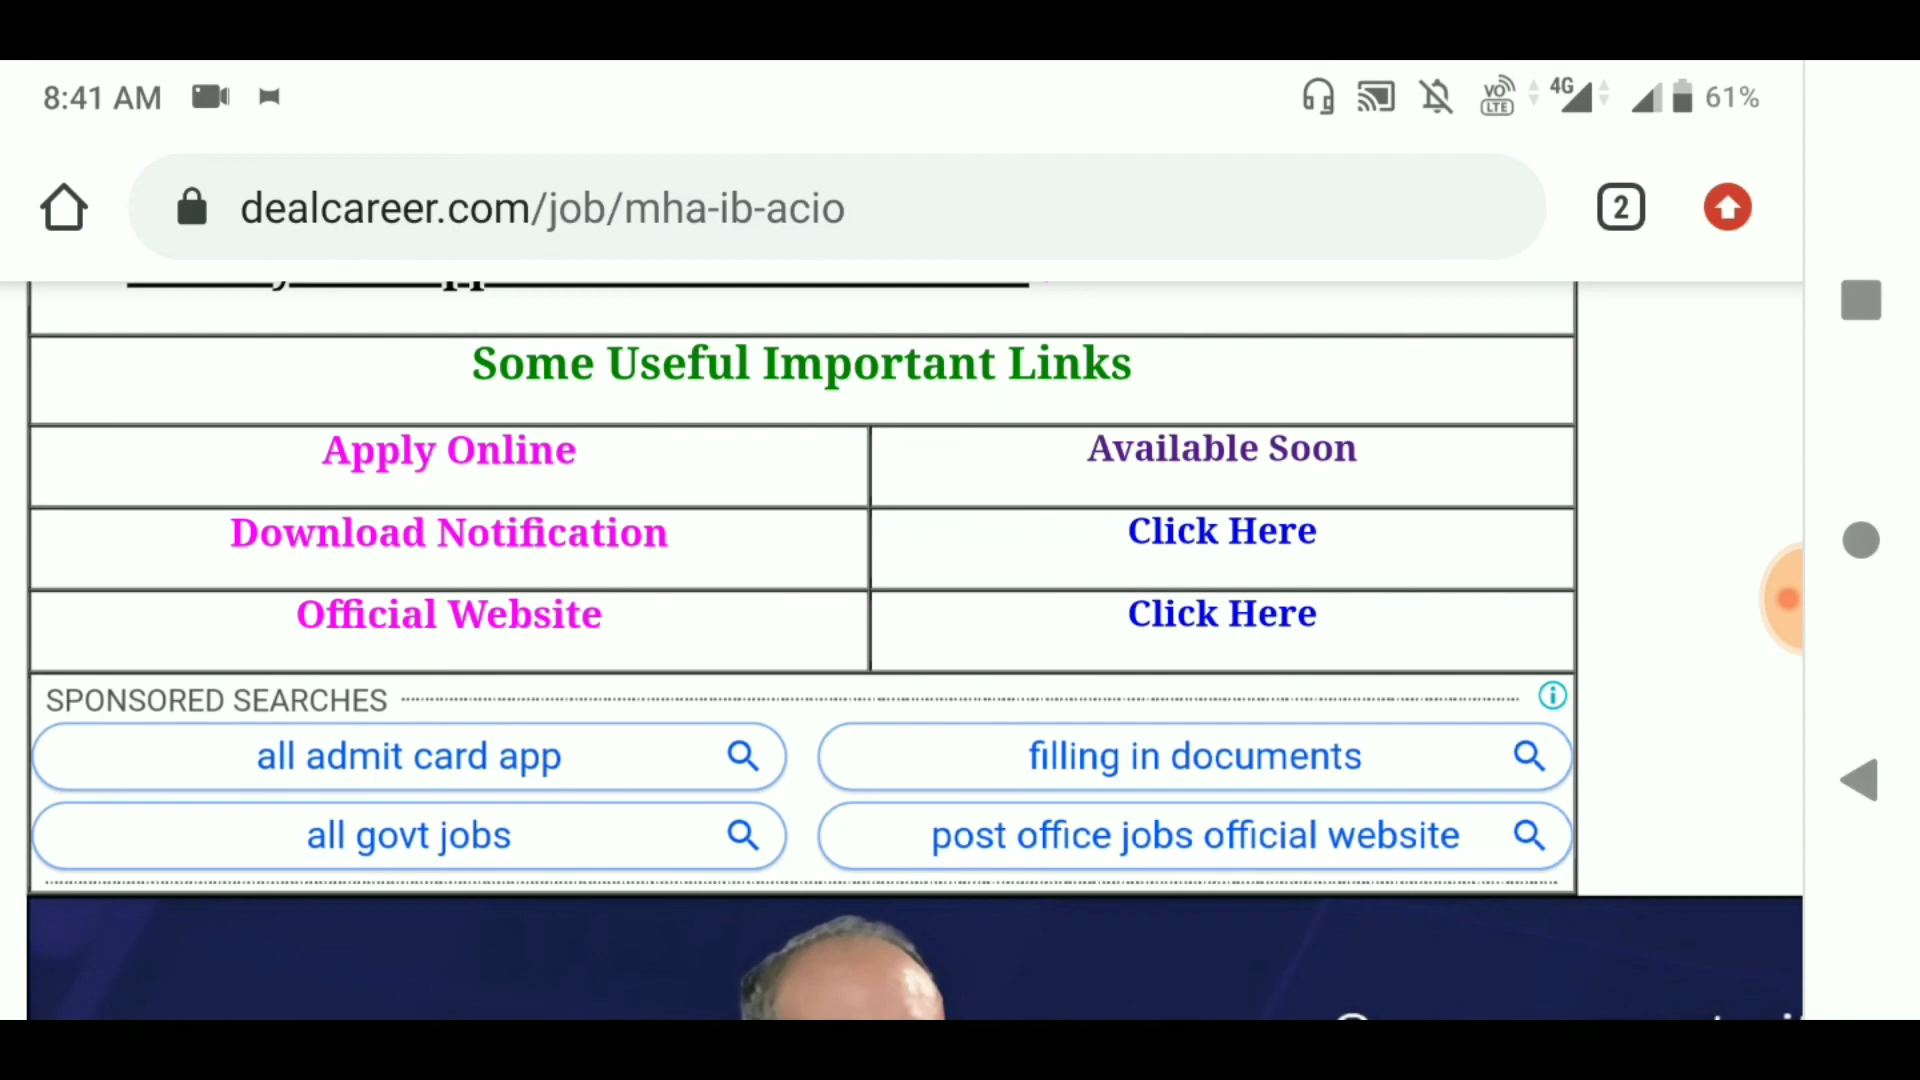 8:41 AM
VO LTE 4G 61%
dealcareer.com/job/mha-ib-acio
2
Some Useful Important Links
Apply Online Available Soon
Download Notification Click Here
Official Website Click Here
SPONSORED SEARCHES
all admit card app filling in documents
all govt jobs post office jobs official website